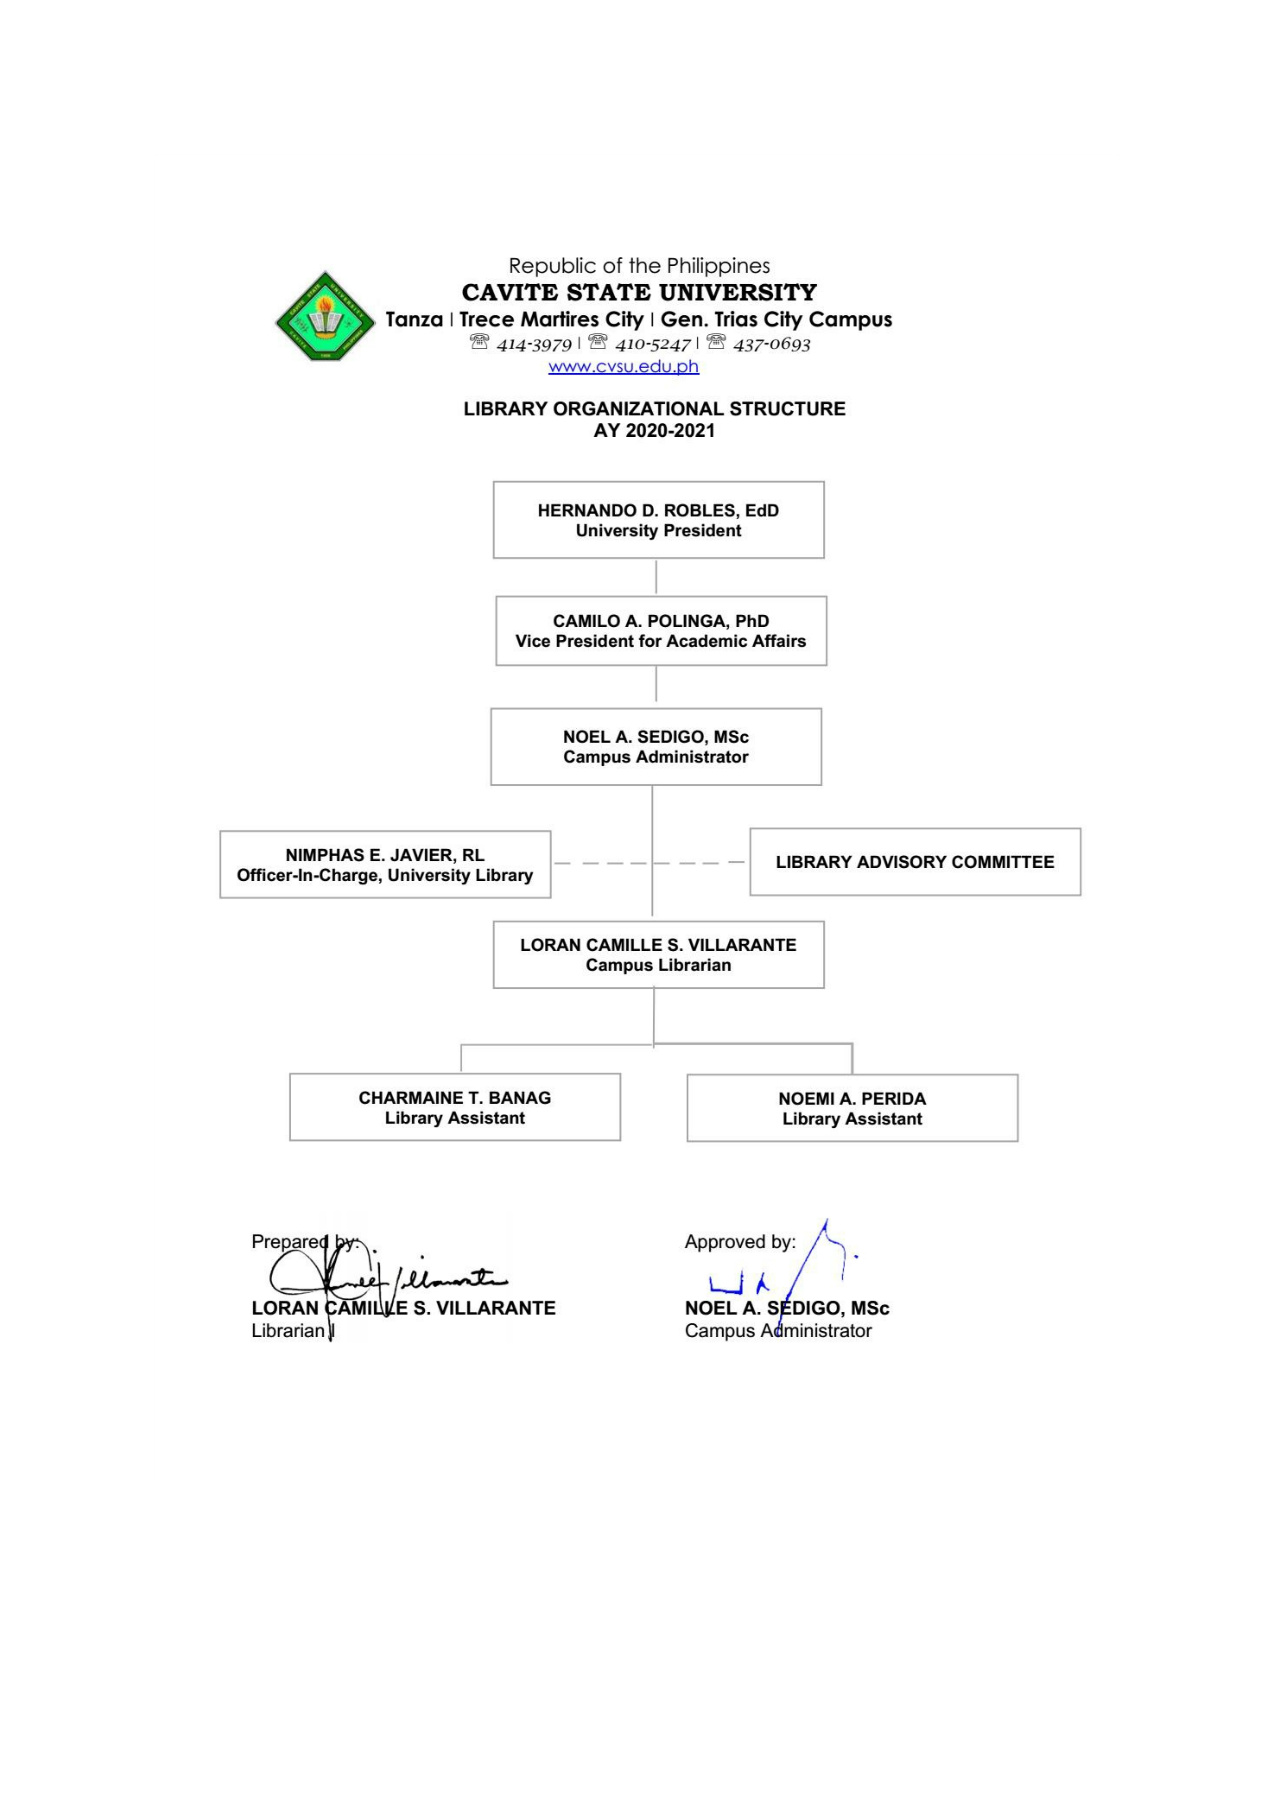 Republic of the Philippines
CAVITE STATE UNIVERSITY
Tanza | Trece Martires City | Gen. Trias City Campus
☏ 414-3979 | ☏ 410-5247 | ☏ 437-0693
www.cvsu.edu.ph
LIBRARY ORGANIZATIONAL STRUCTURE
AY 2020-2021
HERNANDO D. ROBLES, EdD
University President
CAMILO A. POLINGA, PhD
Vice President for Academic Affairs
NOEL A. SEDIGO, MSc
Campus Administrator
NIMPHAS E. JAVIER, RL
Officer-In-Charge, University Library
LIBRARY ADVISORY COMMITTEE
LORAN CAMILLE S. VILLARANTE
Campus Librarian
CHARMAINE T. BANAG
Library Assistant
NOEMI A. PERIDA
Library Assistant
Prepared by:
LORAN CAMILLE S. VILLARANTE
Librarian I
Approved by:
NOEL A. SEDIGO, MSc
Campus Administrator